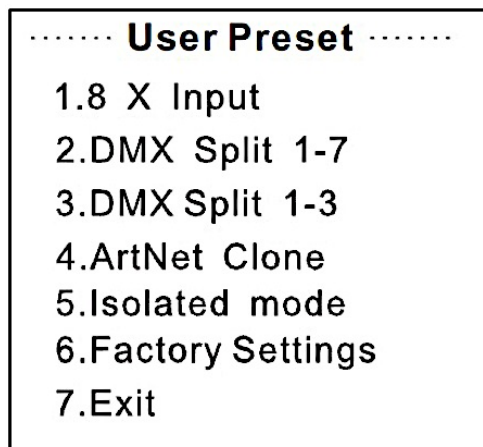 ······· User Preset ·······
1.8 X Input
2.DMX Split 1-7
3.DMX Split 1-3
4.ArtNet Clone
5.Isolated mode
6.Factory Settings
7.Exit